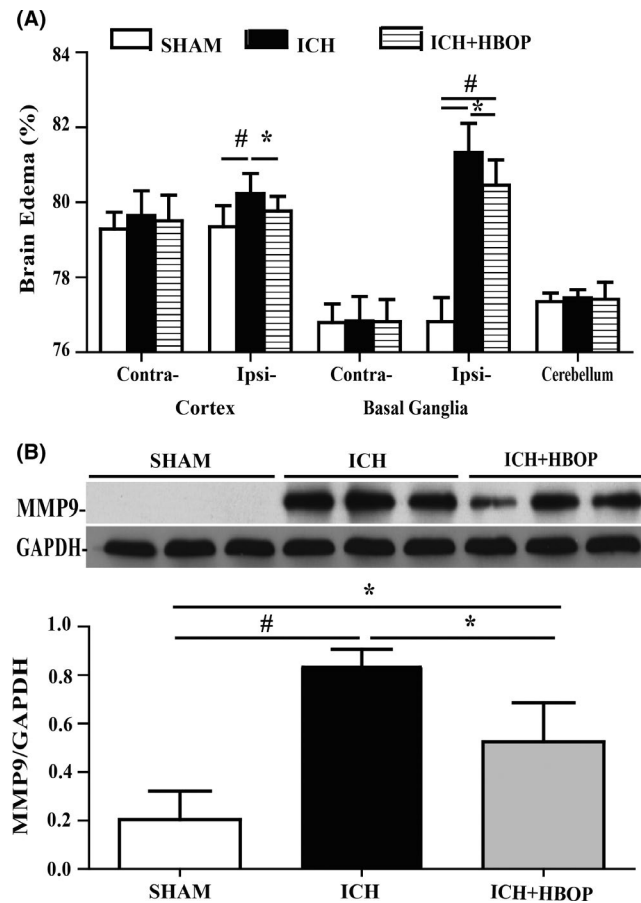 (A)
SHAM ICH ICH+HBOP
84
82
80
78
76
Brain Edema (%)
# *
#
*
Contra- Ipsi- Contra- Ipsi- Cerebellum
Cortex Basal Ganglia
(B)
SHAM ICH ICH+HBOP
MMP9-
GAPDH-
*
# *
1.0
0.8
0.6
0.4
0.2
0.0
MMP9/GAPDH
SHAM ICH ICH+HBOP